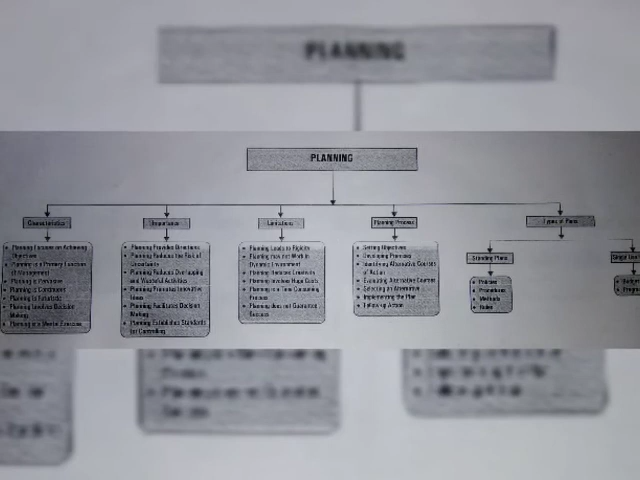 PLANNING
PLANNING
Characteristics
Importance
Limitations
Planning Process
Types of Plans
Planning Focuses on Achieving
Objectives
Planning is a Primary Function
of Management
Planning is Pervasive
Planning is Continuous
Planning is Futuristic
Planning Involves Decision
Making
Planning is a Mental Exercise
Planning Provides Directions
Planning Reduces the Risk of
Uncertainty
Planning Reduces Overlapping
and Wasteful Activities
Planning Promotes Innovative
Ideas
Planning Facilitates Decision
Making
Planning Establishes Standards
for Controlling
Planning Leads to Rigidity
Planning may not Work in
Dynamic Environment
Planning Reduces Creativity
Planning Involves Huge Costs
Planning is a Time Consuming
Process
Planning does not Guarantee
Success
Setting Objectives
Developing Premises
Identifying Alternative Courses
of Action
Evaluating Alternative Courses
Selecting an Alternative
Implementing the Plan
Follow-up Action
Standing Plans
Policies
Procedures
Methods
Rules
Single Use